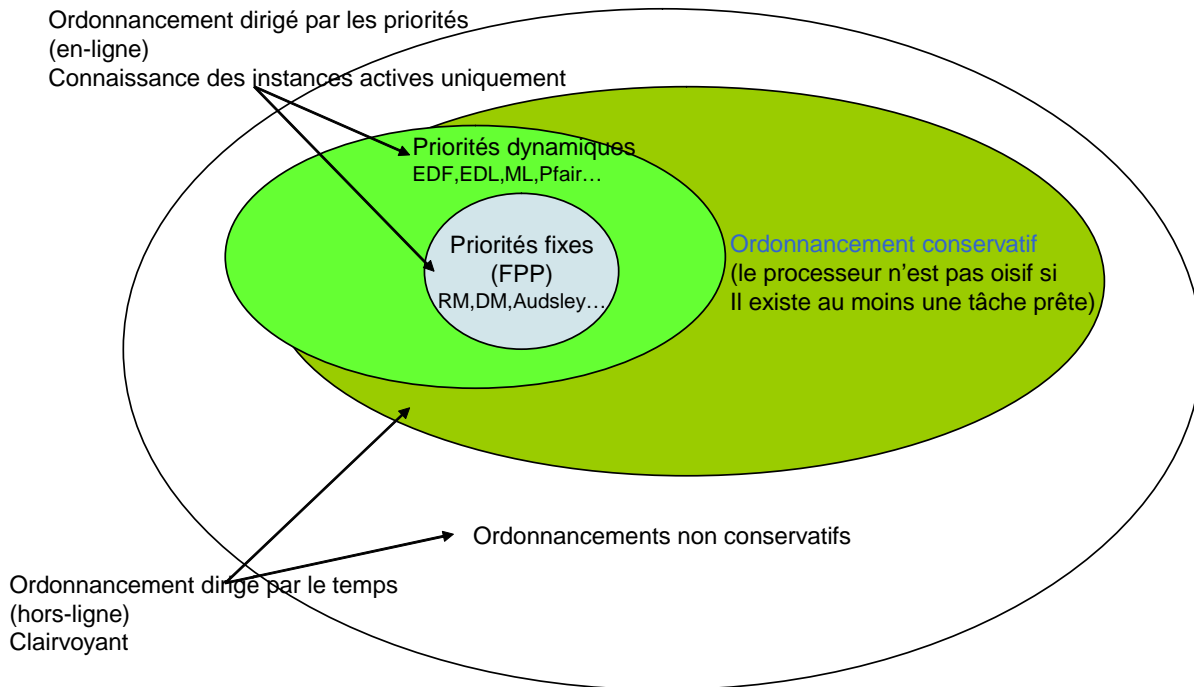 Ordonnancement dirigé par les priorités
(en-ligne)
Connaissance des instances actives uniquement
Priorités dynamiques
EDF,EDL,ML,Pfair…
Priorités fixes
(FPP)
RM,DM,Audsley…
Ordonnancement conservatif
(le processeur n'est pas oisif si
Il existe au moins une tâche prête)
Ordonnancements non conservatifs
Ordonnancement dirigé par le temps
(hors-ligne)
Clairvoyant